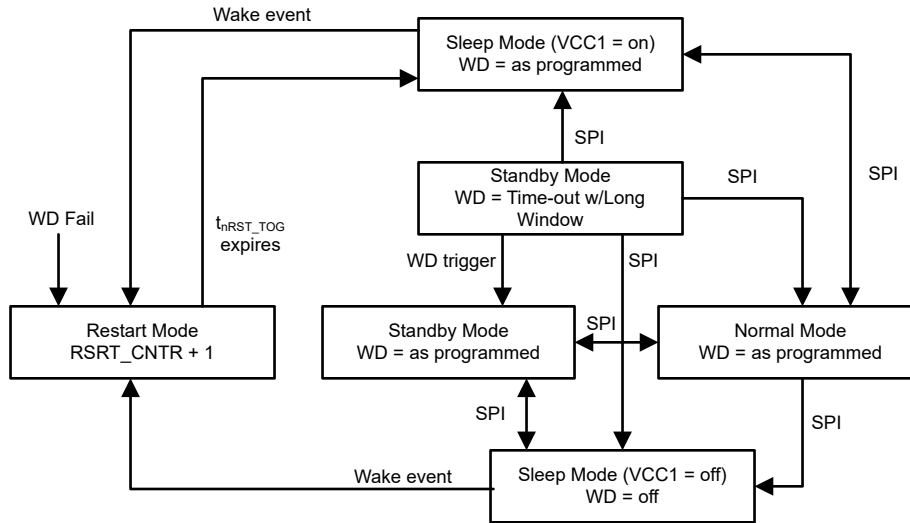 Wake event
Sleep Mode (VCC1 = on)
WD = as programmed
SPI
Standby Mode
WD = Time-out w/Long
Window
SPI
SPI
WD Fail
tnRST_TOG
expires
WD trigger
SPI
Restart Mode
RSRT_CNTR + 1
Standby Mode
WD = as programmed
SPI
Normal Mode
WD = as programmed
SPI
SPI
Wake event
Sleep Mode (VCC1 = off)
WD = off